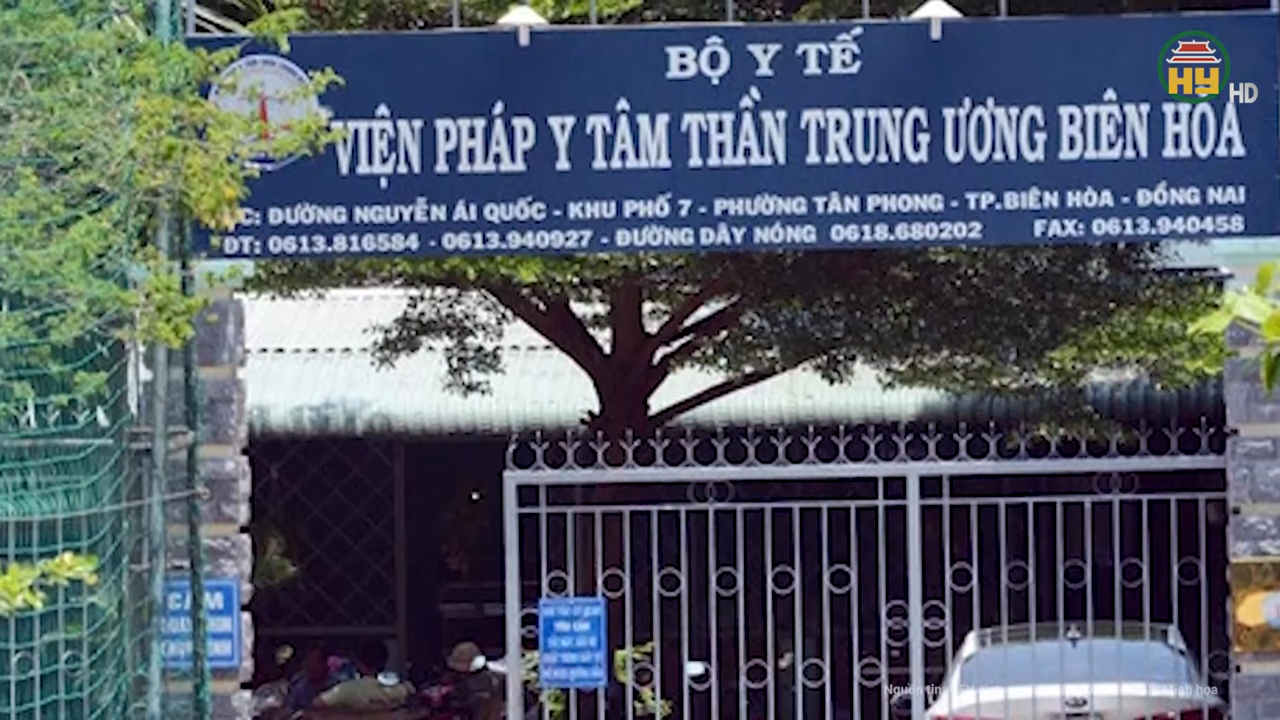 BỘ Y TẾ
VIỆN PHÁP Y TÂM THẦN TRUNG ƯƠNG BIÊN HÒA
C: ĐƯỜNG NGUYỄN ÁI QUỐC - KHU PHỐ 7 - PHƯỜNG TÂN PHONG - TP.BIÊN HÒA - ĐỒNG NAI
ĐT: 0613.816584 - 0613.940927 - ĐƯỜNG DÂY NÓNG 0618.680202 FAX: 0613.940458
HY HD
CẤM
Nguồn tin